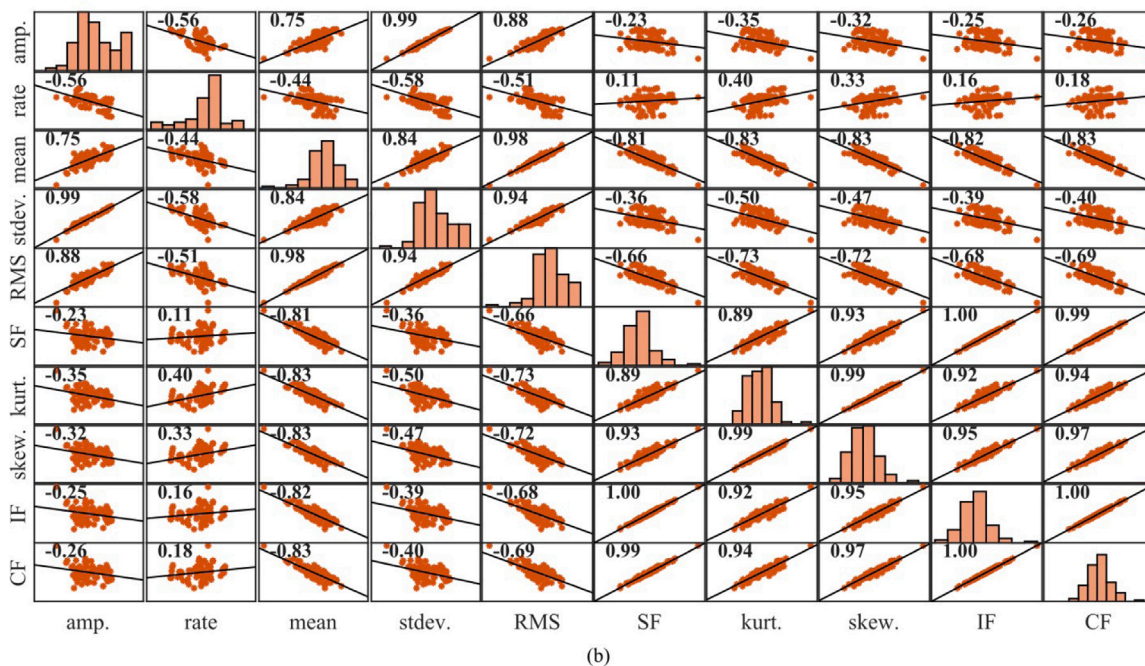 amp. -0.56 0.75 0.99 0.88 -0.23 -0.35 -0.32 -0.25 -0.26
rate -0.56 -0.44 -0.58 -0.51 0.11 0.40 0.33 0.16 0.18
mean 0.75 -0.44 0.84 0.98 -0.81 -0.83 -0.83 -0.82 -0.83
stdev. 0.99 -0.58 0.84 0.94 -0.36 -0.50 -0.47 -0.39 -0.40
RMS 0.88 -0.51 0.98 0.94 -0.66 -0.73 -0.72 -0.68 -0.69
SF -0.23 0.11 -0.81 -0.36 -0.66 0.89 0.93 1.00 0.99
kurt. -0.35 0.40 -0.83 -0.50 -0.73 0.89 0.99 0.92 0.94
skew. -0.32 0.33 -0.83 -0.47 -0.72 0.93 0.99 0.95 0.97
IF -0.25 0.16 -0.82 -0.39 -0.68 1.00 0.92 0.95 1.00
CF -0.26 0.18 -0.83 -0.40 -0.69 0.99 0.94 0.97 1.00
amp. rate mean stdev. RMS SF kurt. skew. IF CF
(b)